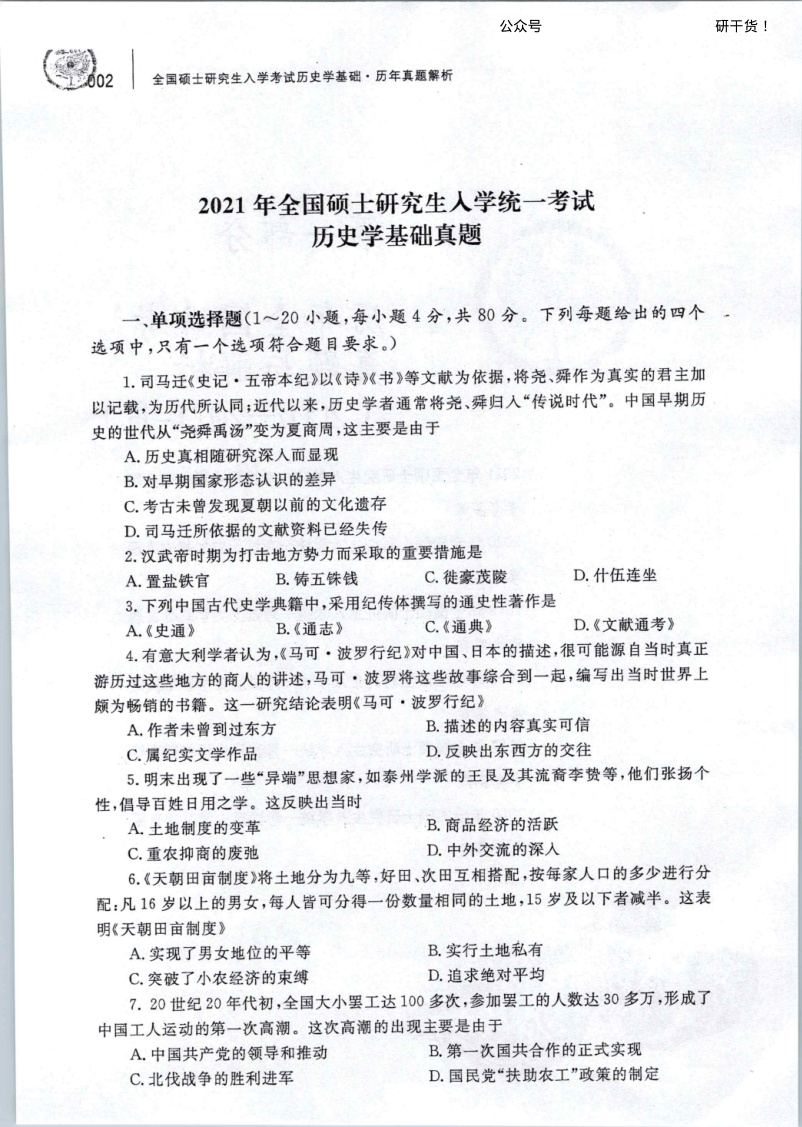 公众号 研干货！
002 全国硕士研究生入学考试历史学基础·历年真题解析
2021 年全国硕士研究生入学统一考试
历史学基础真题
一、单项选择题(1～20 小题,每小题 4 分,共 80 分。下列每题给出的四个
选项中,只有一个选项符合题目要求。)
1. 司马迁《史记·五帝本纪》以《诗》《书》等文献为依据,将尧、舜作为真实的君主加
以记载,为历代所认同;近代以来,历史学者通常将尧、舜归入“传说时代”。中国早期历
史的世代从“尧舜禹汤”变为夏商周,这主要是由于
A. 历史真相随研究深入而显现
B. 对早期国家形态认识的差异
C. 考古未曾发现夏朝以前的文化遗存
D. 司马迁所依据的文献资料已经失传
2. 汉武帝时期为打击地方势力而采取的重要措施是
A. 置盐铁官 B. 铸五铢钱 C. 徙豪茂陵 D. 什伍连坐
3. 下列中国古代史学典籍中,采用纪传体撰写的通史性著作是
A.《史通》 B.《通志》 C.《通典》 D.《文献通考》
4. 有意大利学者认为,《马可·波罗行纪》对中国、日本的描述,很可能源自当时真正
游历过这些地方的商人的讲述,马可·波罗将这些故事综合到一起,编写出当时世界上
颇为畅销的书籍。这一研究结论表明《马可·波罗行纪》
A. 作者未曾到过东方 B. 描述的内容真实可信
C. 属纪实文学作品 D. 反映出东西方的交往
5. 明末出现了一些“异端”思想家,如泰州学派的王艮及其流裔李贽等,他们张扬个
性,倡导百姓日用之学。这反映出当时
A. 土地制度的变革 B. 商品经济的活跃
C. 重农抑商的废弛 D. 中外交流的深入
6.《天朝田亩制度》将土地分为九等,好田、次田互相搭配,按每家人口的多少进行分
配:凡 16 岁以上的男女,每人皆可分得一份数量相同的土地,15 岁及以下者减半。这表
明《天朝田亩制度》
A. 实现了男女地位的平等 B. 实行土地私有
C. 突破了小农经济的束缚 D. 追求绝对平均
7. 20 世纪 20 年代初,全国大小罢工达 100 多次,参加罢工的人数达 30 多万,形成了
中国工人运动的第一次高潮。这次高潮的出现主要是由于
A. 中国共产党的领导和推动 B. 第一次国共合作的正式实现
C. 北伐战争的胜利进军 D. 国民党“扶助农工”政策的制定